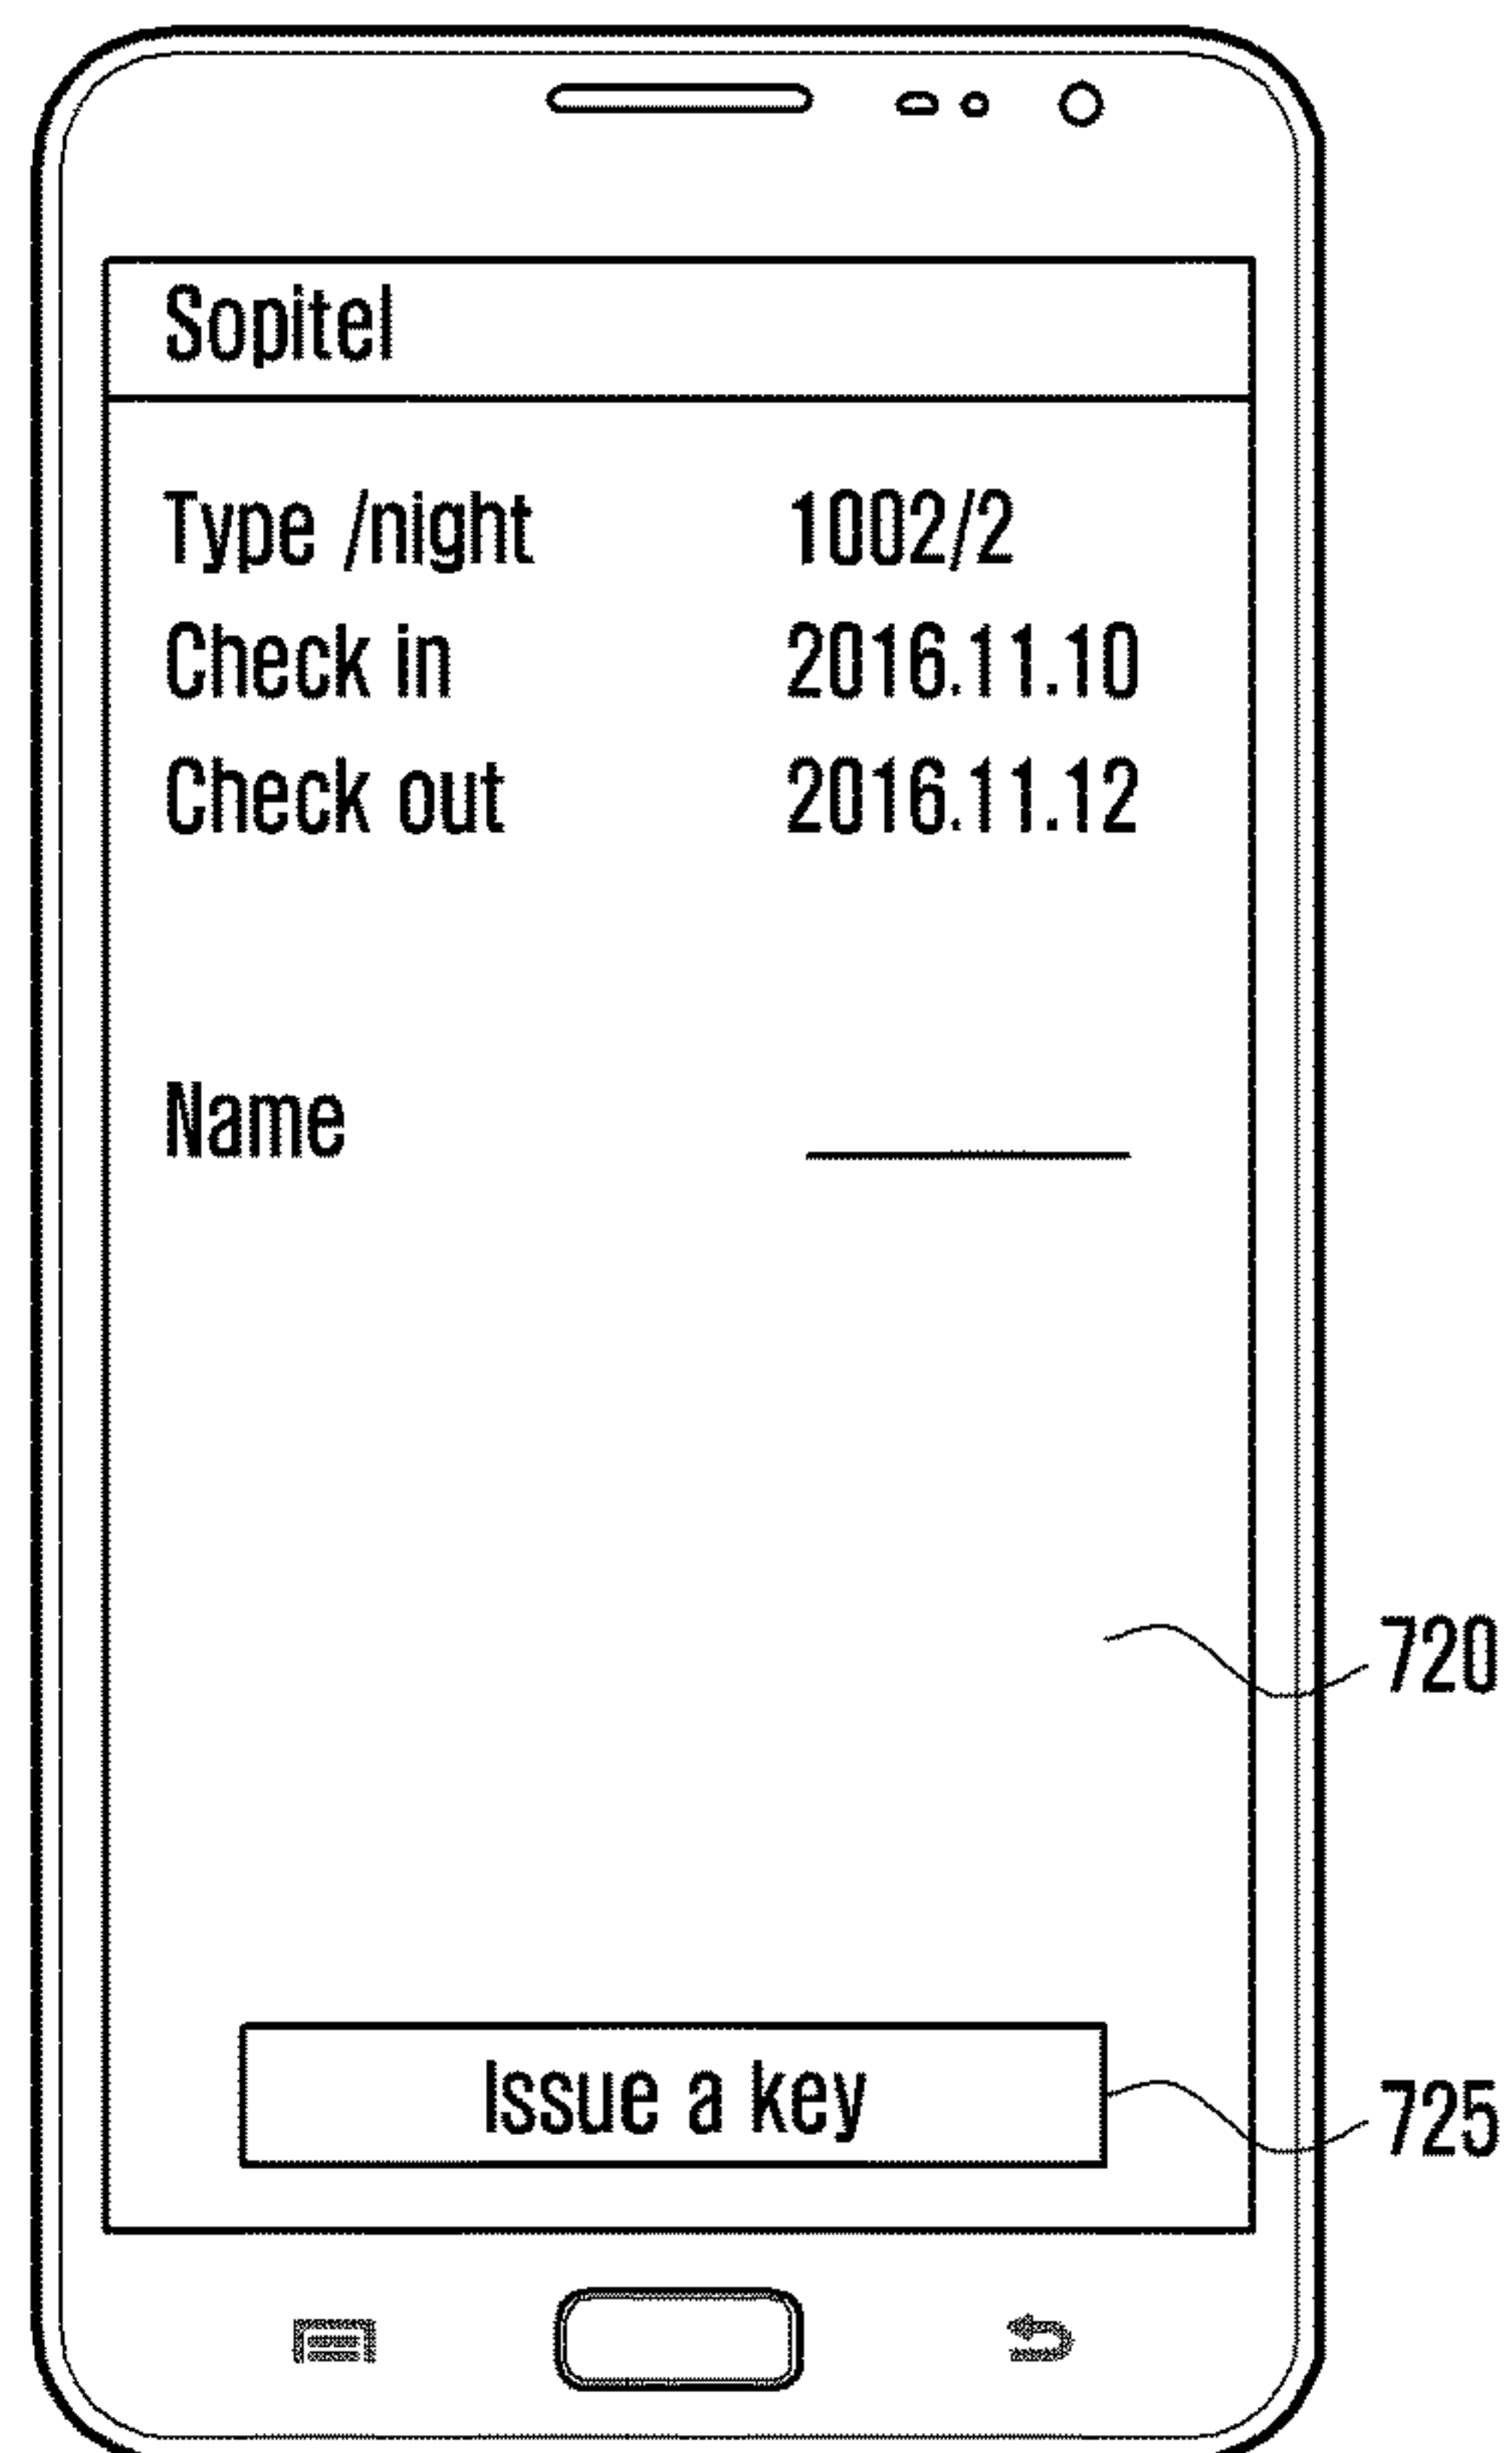 Sopitel
Type /night 1002/2
Check in 2016.11.10
Check out 2016.11.12
Name
720
Issue a key
725